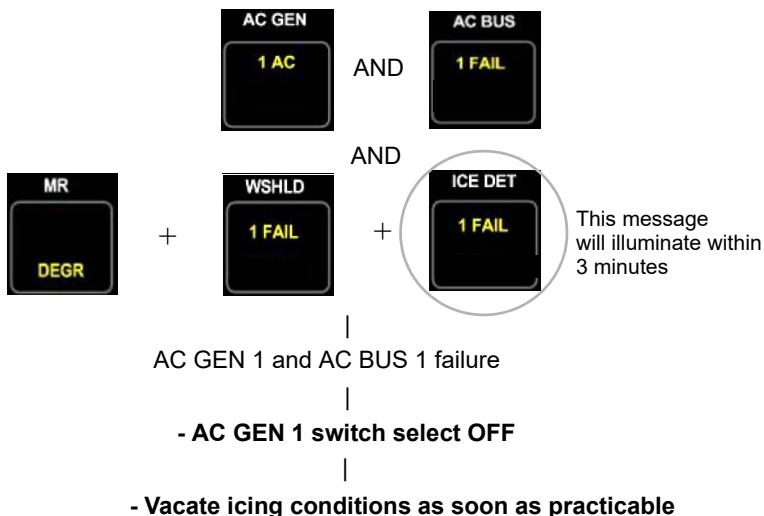 AC GEN
AC BUS
1 AC
AND
1 FAIL
AND
MR
WSHLD
ICE DET
DEGR
+
1 FAIL
+
1 FAIL
This message
will illuminate within
3 minutes
|
AC GEN 1 and AC BUS 1 failure
|
- AC GEN 1 switch select OFF
|
- Vacate icing conditions as soon as practicable